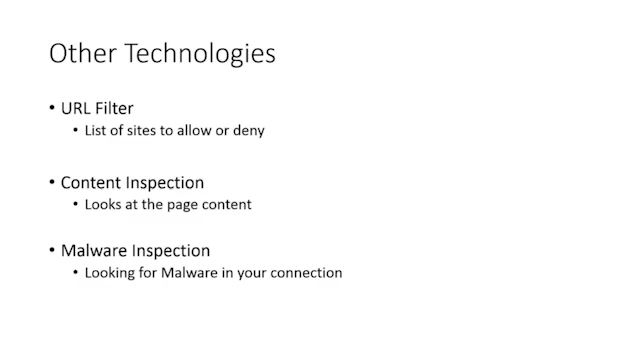 Other Technologies
• URL Filter
• List of sites to allow or deny
• Content Inspection
• Looks at the page content
• Malware Inspection
• Looking for Malware in your connection